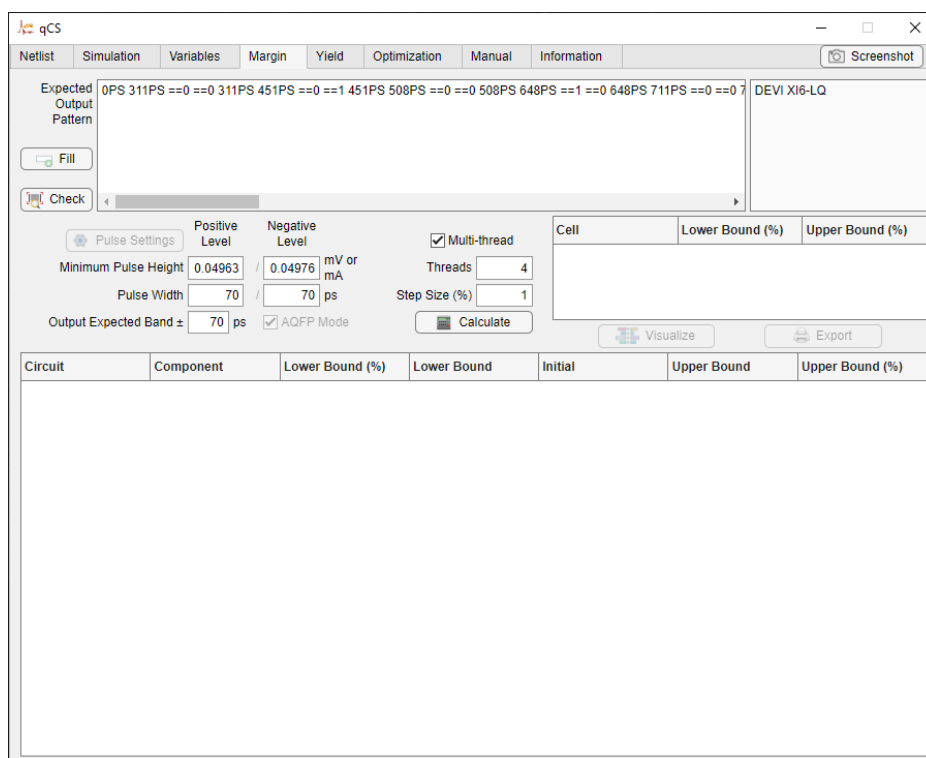 qCS
Netlist Simulation Variables Margin Yield Optimization Manual Information Screenshot
Expected Output Pattern
0PS 311PS ==0 ==0 311PS 451PS ==0 ==1 451PS 508PS ==0 ==0 508PS 648PS ==1 ==0 648PS 711PS ==0 ==0 7
DEVI XI6-LQ
Fill
Check
Positive Level Negative Level
Pulse Settings
Multi-thread
Minimum Pulse Height 0.04963 / 0.04976 mV or mA
Threads 4
Pulse Width 70 / 70 ps
Step Size (%) 1
Output Expected Band ± 70 ps AQFP Mode
Calculate
Cell Lower Bound (%) Upper Bound (%)
Visualize Export
Circuit Component Lower Bound (%) Lower Bound Initial Upper Bound Upper Bound (%)